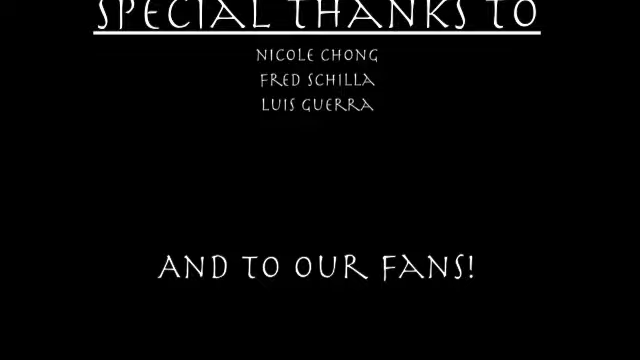 SPECIAL THANKS TO
NICOLE CHONG
FRED SCHILLA
LUIS GUERRA
AND TO OUR FANS!